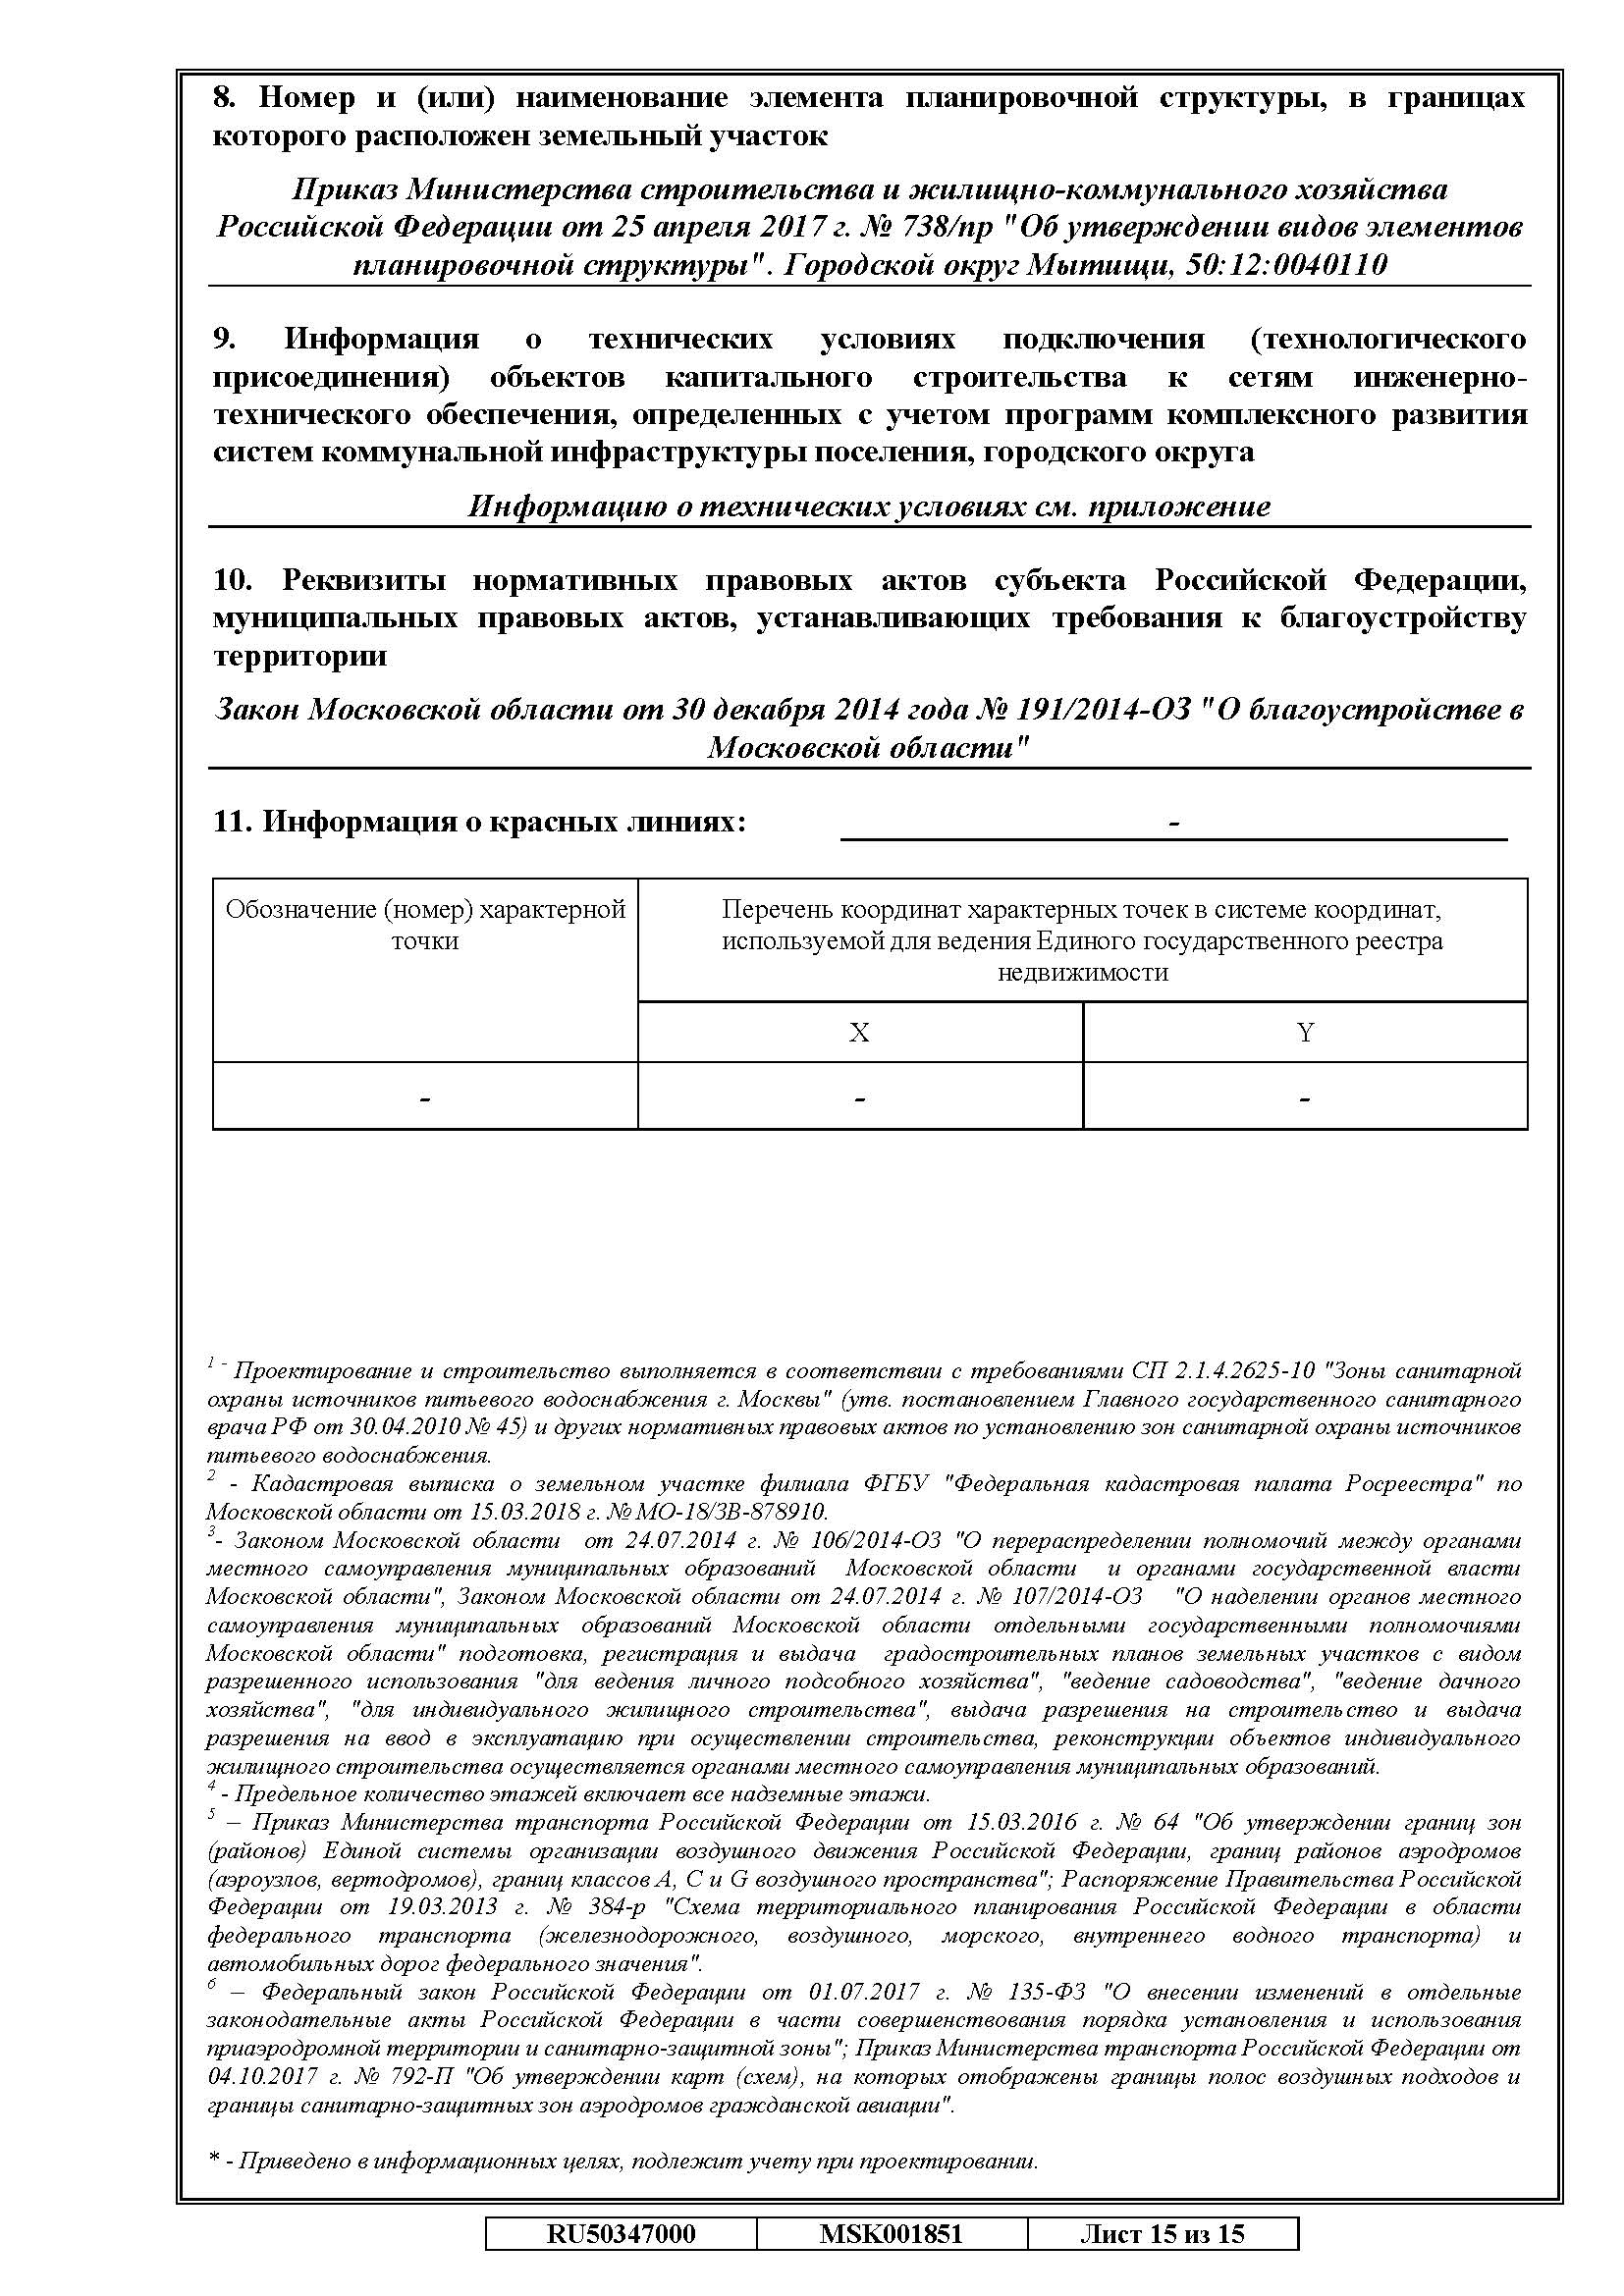 8. Номер и (или) наименование элемента планировочной структуры, в границах
которого расположен земельный участок
Приказ Министерства строительства и жилищно-коммунального хозяйства
Российской Федерации от 25 апреля 2017 г. № 738/пр "Об утверждении видов элементов
планировочной структуры". Городской округ Мытищи, 50:12:0040110
9. Информация о технических условиях подключения (технологического
присоединения) объектов капитального строительства к сетям инженерно-
технического обеспечения, определенных с учетом программ комплексного развития
систем коммунальной инфраструктуры поселения, городского округа
Информацию о технических условиях см. приложение
10. Реквизиты нормативных правовых актов субъекта Российской Федерации,
муниципальных правовых актов, устанавливающих требования к благоустройству
территории
Закон Московской области от 30 декабря 2014 года № 191/2014-ОЗ "О благоустройстве в
Московской области"
11. Информация о красных линиях: -
Обозначение (номер) характерной
точки
Перечень координат характерных точек в системе координат,
используемой для ведения Единого государственного реестра
недвижимости
X Y
- - -
1 - Проектирование и строительство выполняется в соответствии с требованиями СП 2.1.4.2625-10 "Зоны санитарной
охраны источников питьевого водоснабжения г. Москвы" (утв. постановлением Главного государственного санитарного
врача РФ от 30.04.2010 № 45) и других нормативных правовых актов по установлению зон санитарной охраны источников
питьевого водоснабжения.
2 - Кадастровая выписка о земельном участке филиала ФГБУ "Федеральная кадастровая палата Росреестра" по
Московской области от 15.03.2018 г. № МО-18/ЗВ-878910.
3- Законом Московской области от 24.07.2014 г. № 106/2014-ОЗ "О перераспределении полномочий между органами
местного самоуправления муниципальных образований Московской области и органами государственной власти
Московской области", Законом Московской области от 24.07.2014 г. № 107/2014-ОЗ "О наделении органов местного
самоуправления муниципальных образований Московской области отдельными государственными полномочиями
Московской области" подготовка, регистрация и выдача градостроительных планов земельных участков с видом
разрешенного использования "для ведения личного подсобного хозяйства", "ведение садоводства", "ведение дачного
хозяйства", "для индивидуального жилищного строительства", выдача разрешения на строительство и выдача
разрешения на ввод в эксплуатацию при осуществлении строительства, реконструкции объектов индивидуального
жилищного строительства осуществляется органами местного самоуправления муниципальных образований.
4 - Предельное количество этажей включает все надземные этажи.
5 – Приказ Министерства транспорта Российской Федерации от 15.03.2016 г. № 64 "Об утверждении границ зон
(районов) Единой системы организации воздушного движения Российской Федерации, границ районов аэродромов
(аэроузлов, вертодромов), границ классов А, С и G воздушного пространства"; Распоряжение Правительства Российской
Федерации от 19.03.2013 г. № 384-р "Схема территориального планирования Российской Федерации в области
федерального транспорта (железнодорожного, воздушного, морского, внутреннего водного транспорта) и
автомобильных дорог федерального значения".
6 – Федеральный закон Российской Федерации от 01.07.2017 г. № 135-ФЗ "О внесении изменений в отдельные
законодательные акты Российской Федерации в части совершенствования порядка установления и использования
приаэродромной территории и санитарно-защитной зоны"; Приказ Министерства транспорта Российской Федерации от
04.10.2017 г. № 792-П "Об утверждении карт (схем), на которых отображены границы полос воздушных подходов и
границы санитарно-защитных зон аэродромов гражданской авиации".
* - Приведено в информационных целях, подлежит учету при проектировании.
RU50347000 MSK001851 Лист 15 из 15